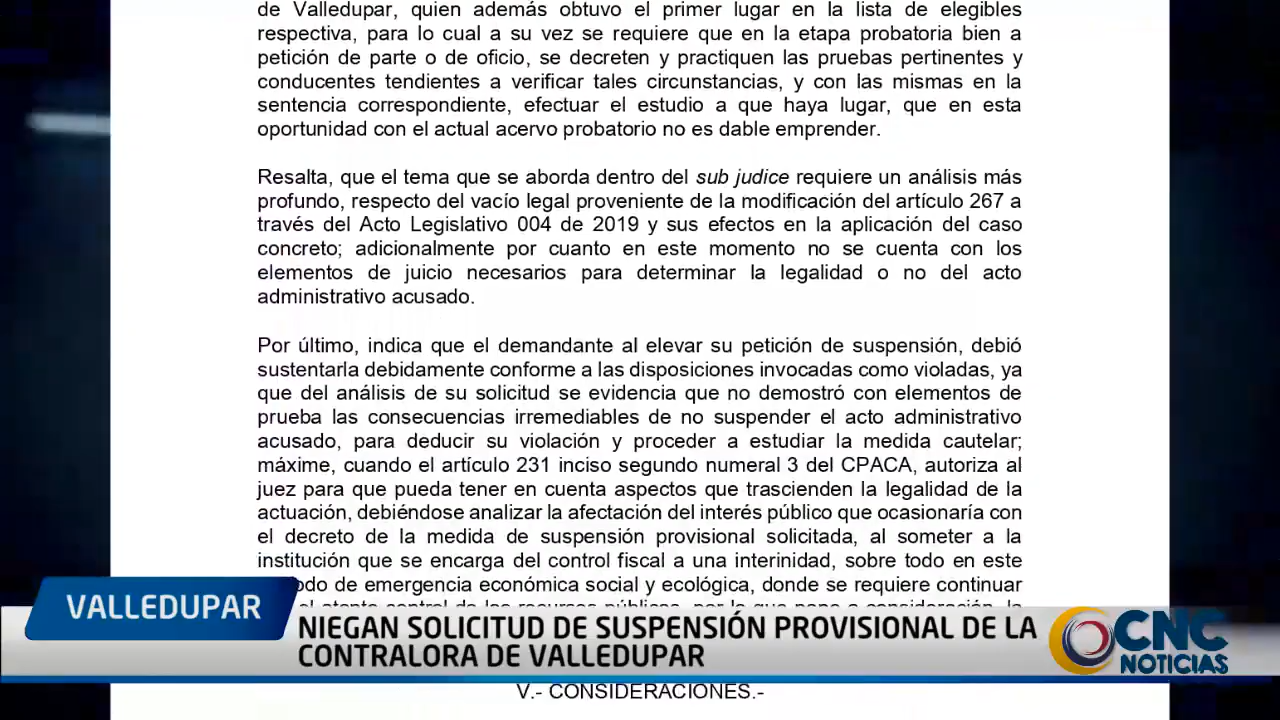 de Valledupar, quien además obtuvo el primer lugar en la lista de elegibles
respectiva, para lo cual a su vez se requiere que en la etapa probatoria bien a
petición de parte o de oficio, se decreten y practiquen las pruebas pertinentes y
conducentes tendientes a verificar tales circunstancias, y con las mismas en la
sentencia correspondiente, efectuar el estudio a que haya lugar, que en esta
oportunidad con el actual acervo probatorio no es dable emprender.
Resalta, que el tema que se aborda dentro del sub judice requiere un análisis más
profundo, respecto del vacío legal proveniente de la modificación del artículo 267 a
través del Acto Legislativo 004 de 2019 y sus efectos en la aplicación del caso
concreto; adicionalmente por cuanto en este momento no se cuenta con los
elementos de juicio necesarios para determinar la legalidad o no del acto
administrativo acusado.
Por último, indica que el demandante al elevar su petición de suspensión, debió
sustentarla debidamente conforme a las disposiciones invocadas como violadas, ya
que del análisis de su solicitud se evidencia que no demostró con elementos de
prueba las consecuencias irremediables de no suspender el acto administrativo
acusado, para deducir su violación y proceder a estudiar la medida cautelar;
máxime, cuando el artículo 231 inciso segundo numeral 3 del CPACA, autoriza al
juez para que pueda tener en cuenta aspectos que trascienden la legalidad de la
actuación, debiéndose analizar la afectación del interés público que ocasionaría con
el decreto de la medida de suspensión provisional solicitada, al someter a la
institución que se encarga del control fiscal a una interinidad, sobre todo en este
odo de emergencia económica social y ecológica, donde se requiere continuar
VALLEDUPAR
NIEGAN SOLICITUD DE SUSPENSIÓN PROVISIONAL DE LA
CONTRALORA DE VALLEDUPAR
CNC
NOTICIAS
V.- CONSIDERACIONES.-